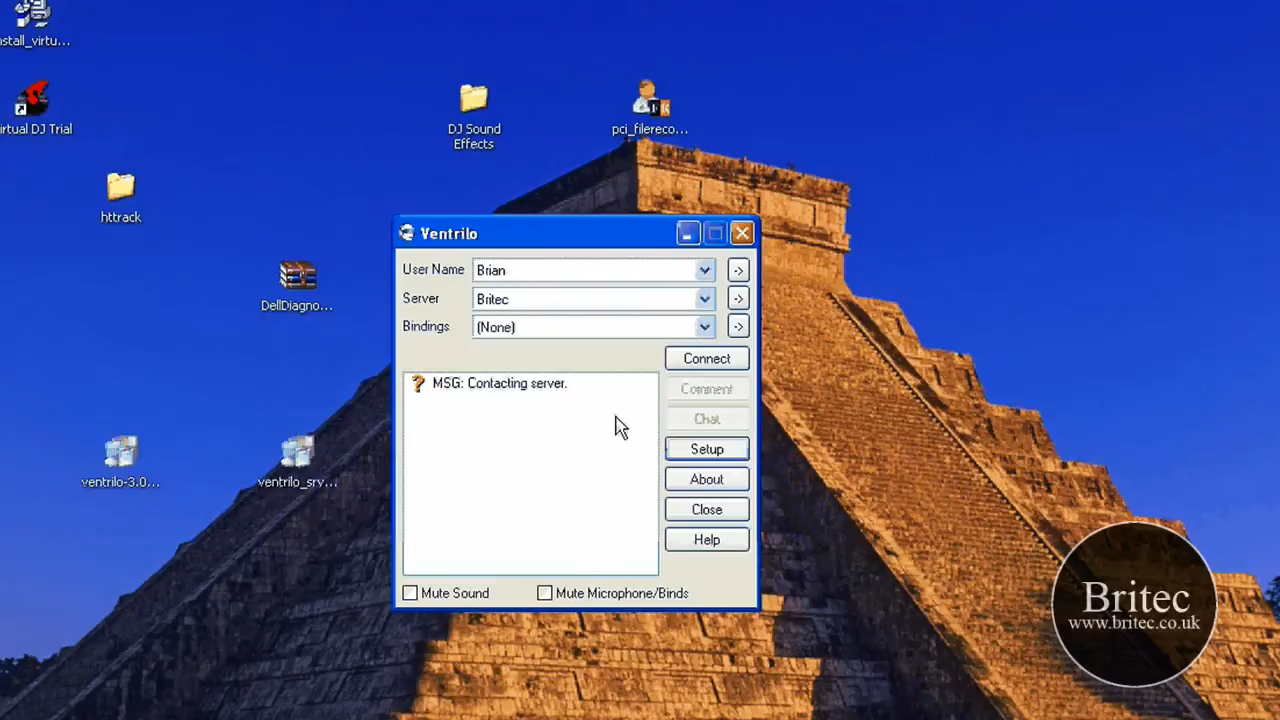 nstall_virtu...
irtual DJ Trial
DJ Sound
Effects
pci_filereco...
httrack
DellDiagno...
ventrilo-3.0...
ventrilo_srv...
Ventrilo
User Name Brian ->
Server Britec ->
Bindings (None) ->
Connect
? MSG: Contacting server.
Comment
Chat
Setup
About
Close
Help
Mute Sound Mute Microphone/Binds
Britec
www.britec.co.uk